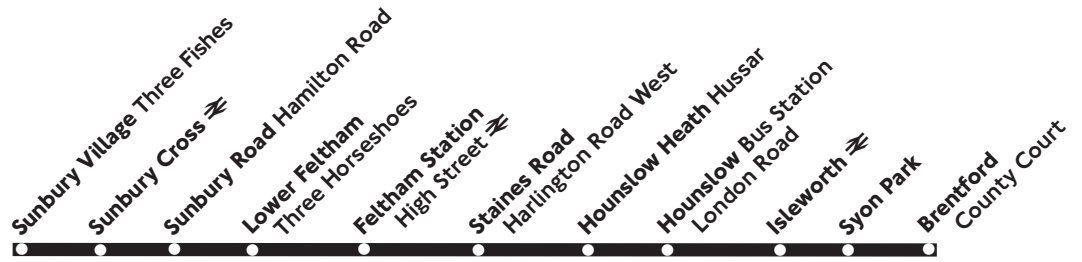 Sunbury Village Three Fishes
Sunbury Cross
Sunbury Road Hamilton Road
Lower Feltham
Three Horseshoes
Feltham Station
High Street
Staines Road
Harlington Road West
Hounslow Heath Hussar
Hounslow Bus Station
London Road
Isleworth
Syon Park
Brentford
County Court